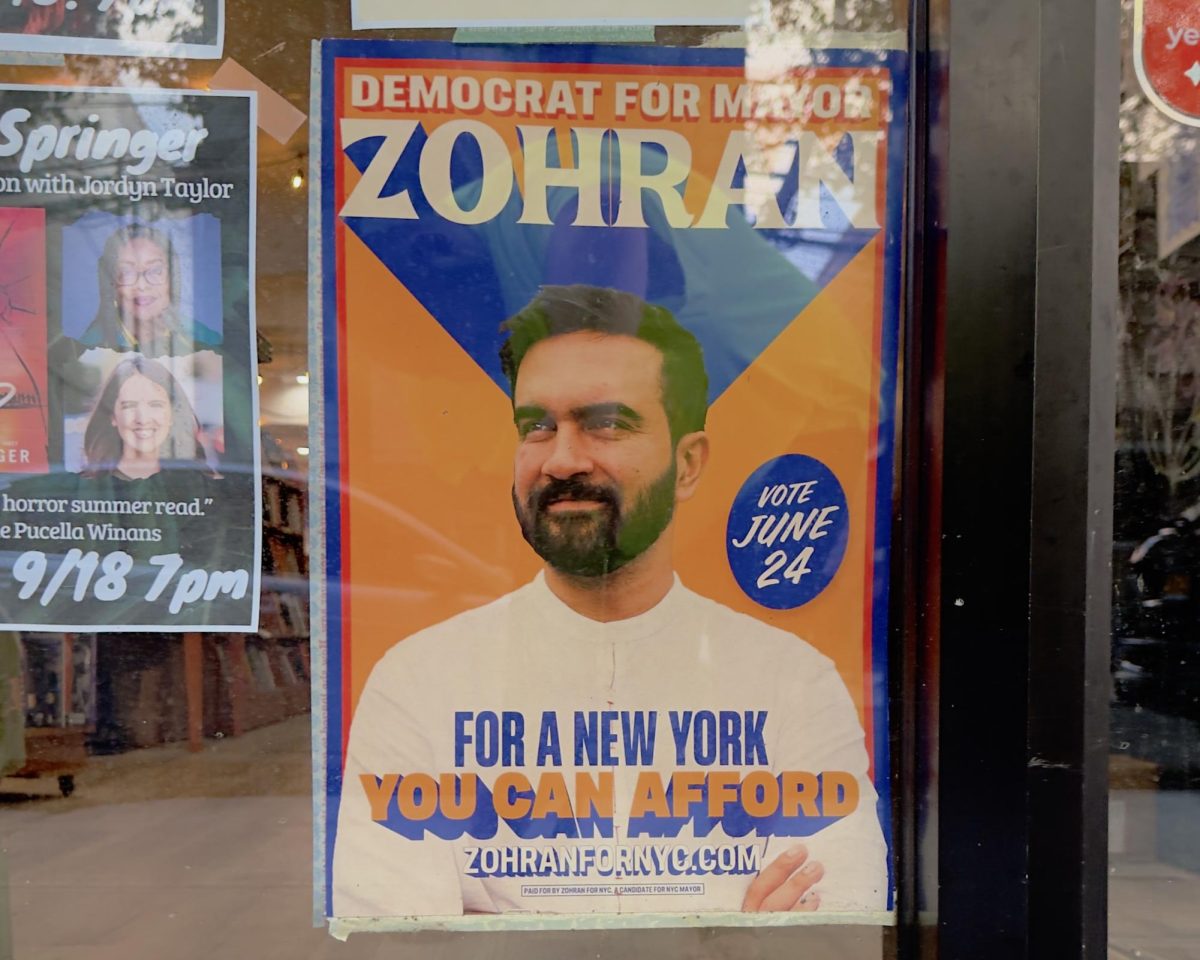 Springer
on with Jordyn Taylor
GER
horror summer read.”
e Pucella Winans
9/18 7pm
DEMOCRAT FOR MAYOR
ZOHRAN
VOTE
JUNE
24
FOR A NEW YORK
YOU CAN AFFORD
ZOHRANFORNYC.COM
PAID FOR BY ZOHRAN FOR NYC, A CANDIDATE FOR NYC MAYOR
ye